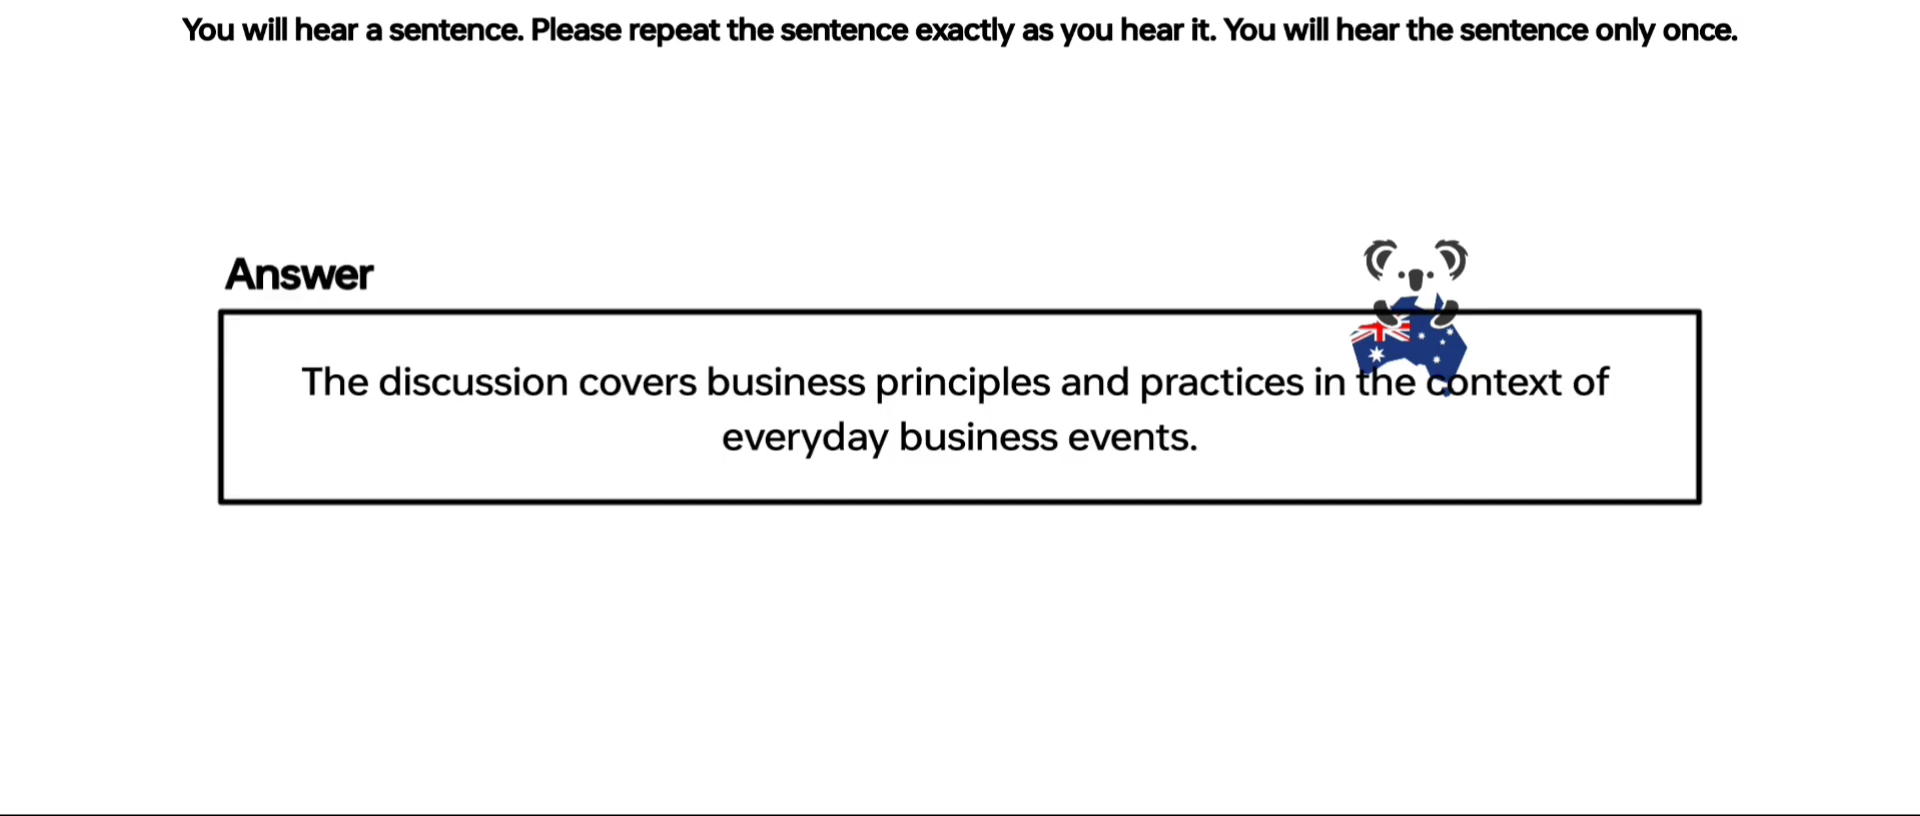 You will hear a sentence. Please repeat the sentence exactly as you hear it. You will hear the sentence only once.
Answer
The discussion covers business principles and practices in the context of
everyday business events.